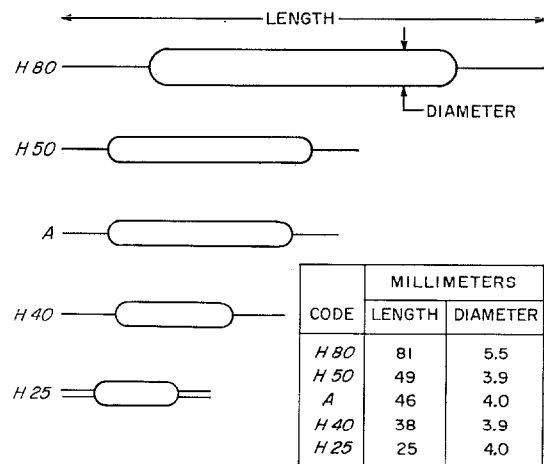 LENGTH
H 80
DIAMETER
H 50
A
H 40
H 25
MILLIMETERS
CODE LENGTH DIAMETER
H 80 81 5.5
H 50 49 3.9
A 46 4.0
H 40 38 3.9
H 25 25 4.0